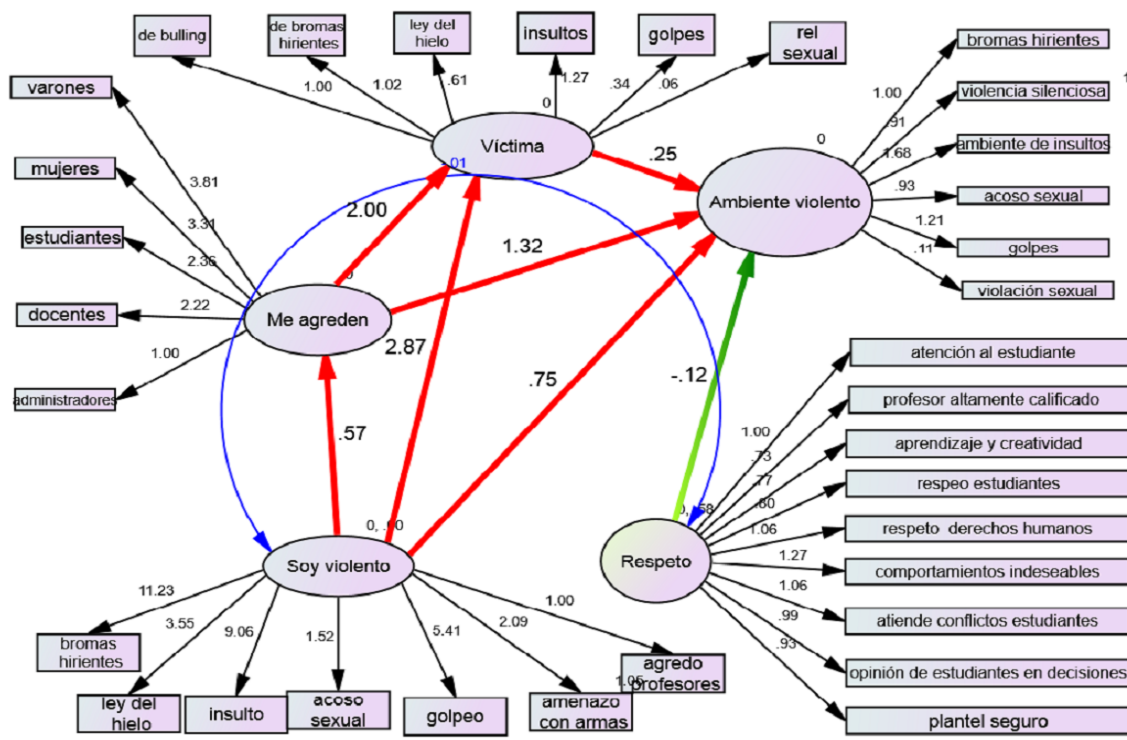 de bulling
de bromas
hirientes
ley del
hielo
insultos
golpes
rel
sexual
bromas hirientes
violencia silenciosa
ambiente de insultos
acoso sexual
golpes
violación sexual
1.00
1.02
.61
1.27
.34
.06
0
1.00
.91
1.68
.93
1.21
.11
0
varones
mujeres
estudiantes
docentes
administradores
3.81
3.31
2.36
2.22
1.00
Víctima
.01
.25
Ambiente violento
2.00
1.32
0
Me agreden
2.87
.75
-.12
.57
atención al estudiante
profesor altamente calificado
aprendizaje y creatividad
respeo estudiantes
respeto derechos humanos
comportamientos indeseables
atiende conflictos estudiantes
opinión de estudiantes en decisiones
plantel seguro
1.00
.73
.77
.80
1.06
1.27
1.06
.99
.93
Respeto
Soy violento
11.23
3.55
9.06
1.52
5.41
2.09
1.00
bromas
hirientes
ley del
hielo
insulto
acoso
sexual
golpeo
amenazo
con armas
agredo
profesores